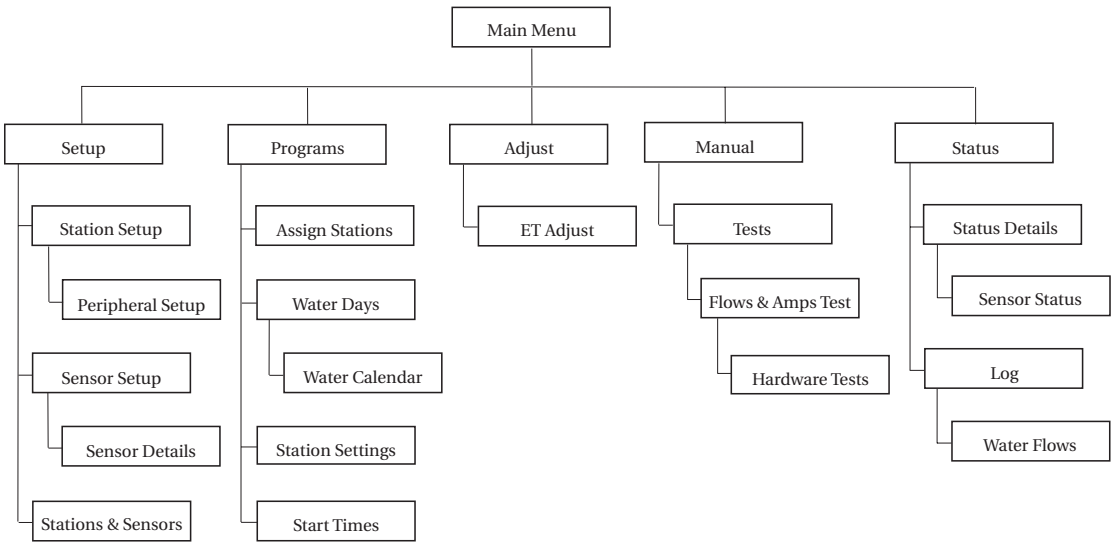 Main Menu
Setup
Programs
Adjust
Manual
Status
Station Setup
Assign Stations
ET Adjust
Tests
Status Details
Peripheral Setup
Water Days
Flows & Amps Test
Sensor Status
Sensor Setup
Water Calendar
Hardware Tests
Log
Sensor Details
Station Settings
Water Flows
Stations & Sensors
Start Times